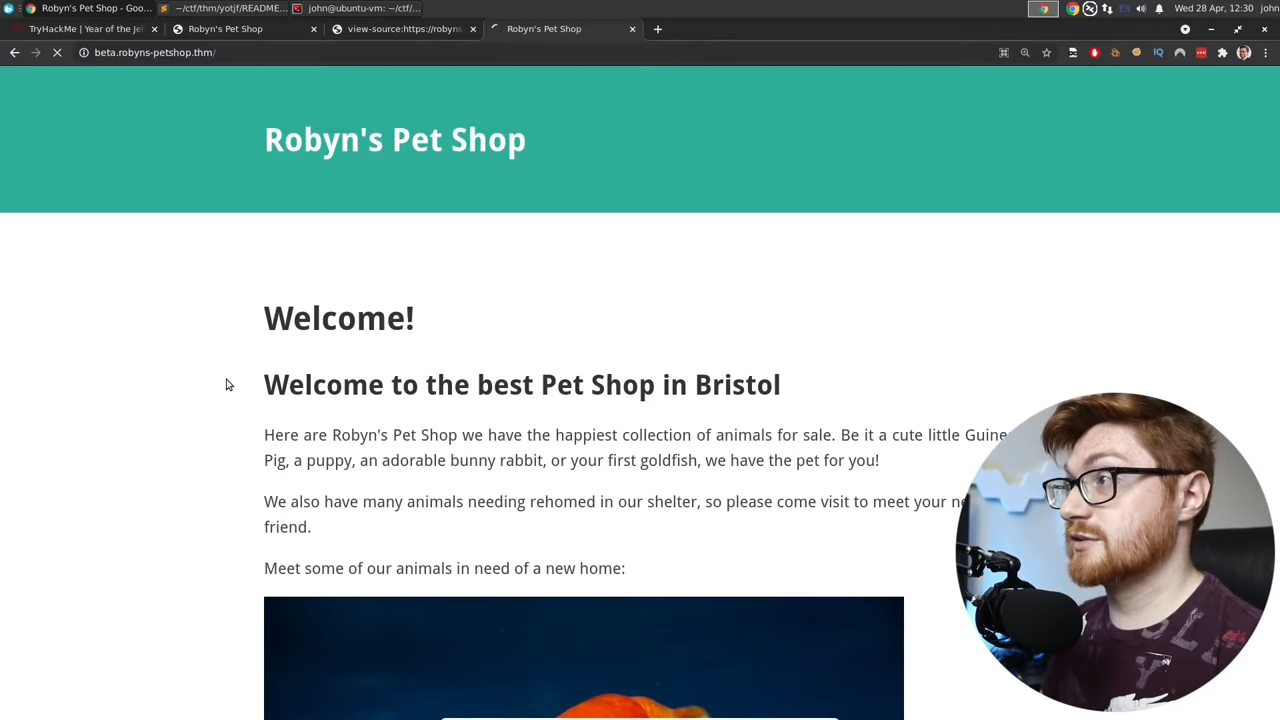 Robyn's Pet Shop - Goo...
~/ctf/thm/yotjf/README...
john@ubuntu-vm: ~/ctf/...
EN
Wed 28 Apr, 12:30
john
TryHackMe | Year of the Jel
Robyn's Pet Shop
view-source:https://robyns
Robyn's Pet Shop
beta.robyns-petshop.thm/
IQ
Robyn's Pet Shop
Welcome!
Welcome to the best Pet Shop in Bristol
Here are Robyn's Pet Shop we have the happiest collection of animals for sale. Be it a cute little Guine
Pig, a puppy, an adorable bunny rabbit, or your first goldfish, we have the pet for you!
We also have many animals needing rehomed in our shelter, so please come visit to meet your ne
friend.
Meet some of our animals in need of a new home: